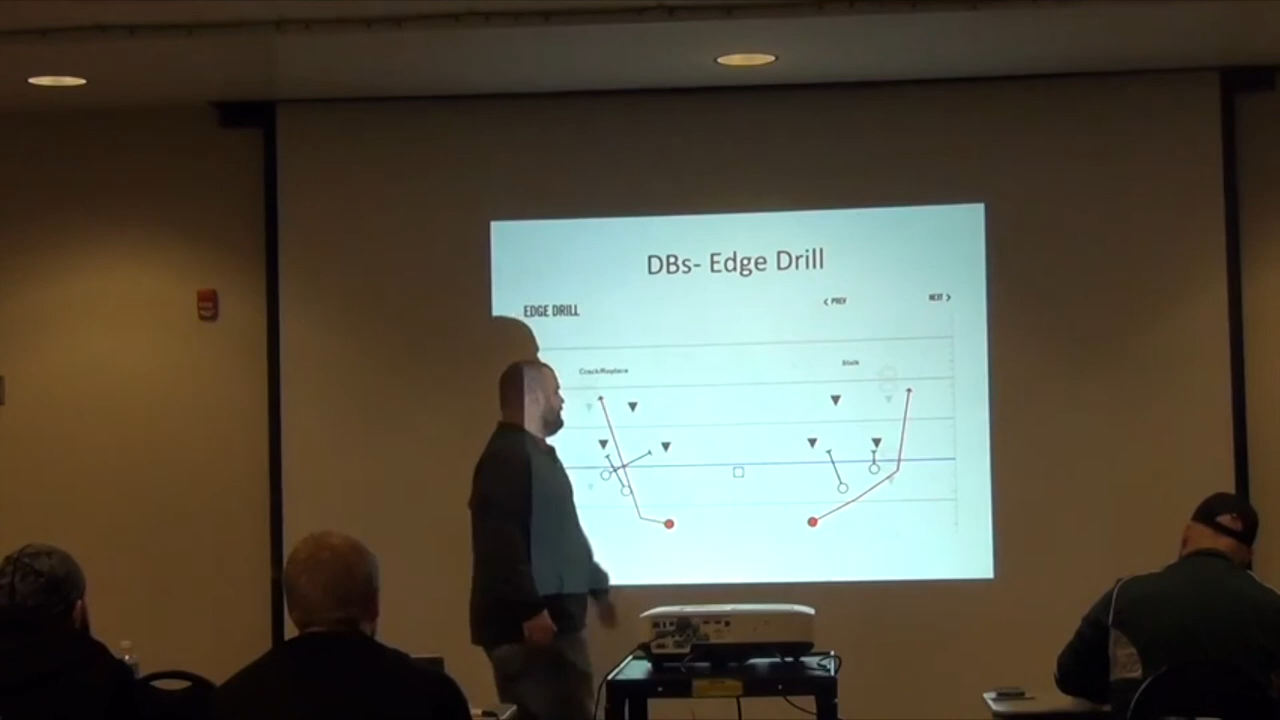 DBs- Edge Drill
EDGE DRILL
< PREV
NEXT >
Crack/Replace
Stalk